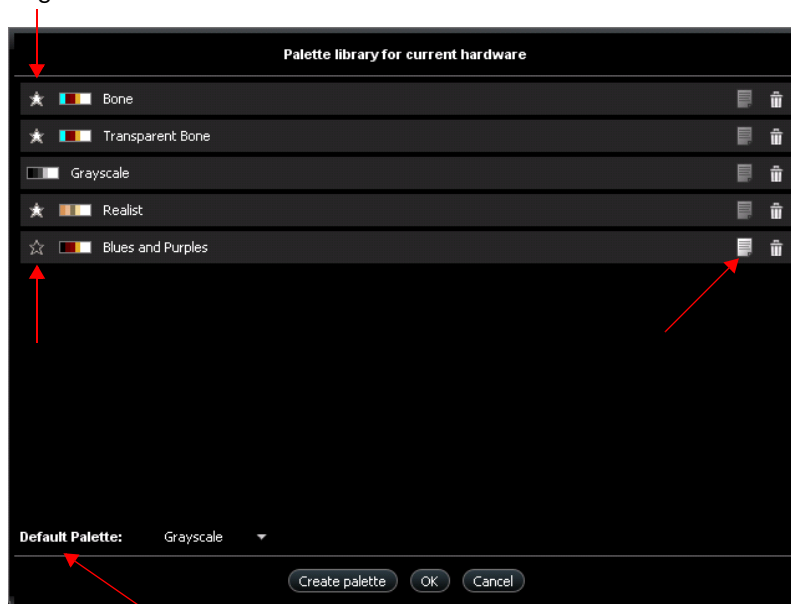 Palette library for current hardware
Bone
Transparent Bone
Grayscale
Realist
Blues and Purples
Default Palette: Grayscale
Create palette OK Cancel